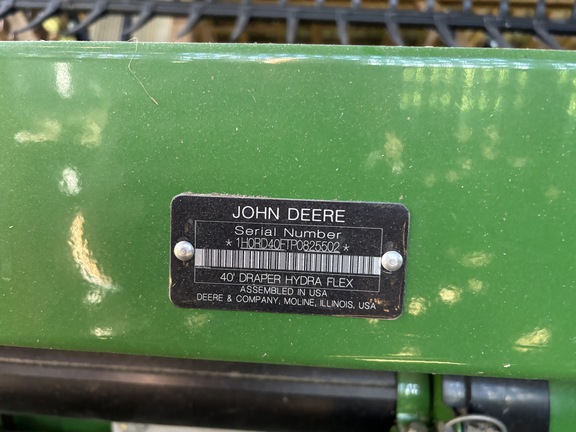 JOHN DEERE
Serial Number
*1H0RD40FTP0825502*
40' DRAPER HYDRA FLEX
ASSEMBLED IN USA
DEERE & COMPANY, MOLINE, ILLINOIS, USA